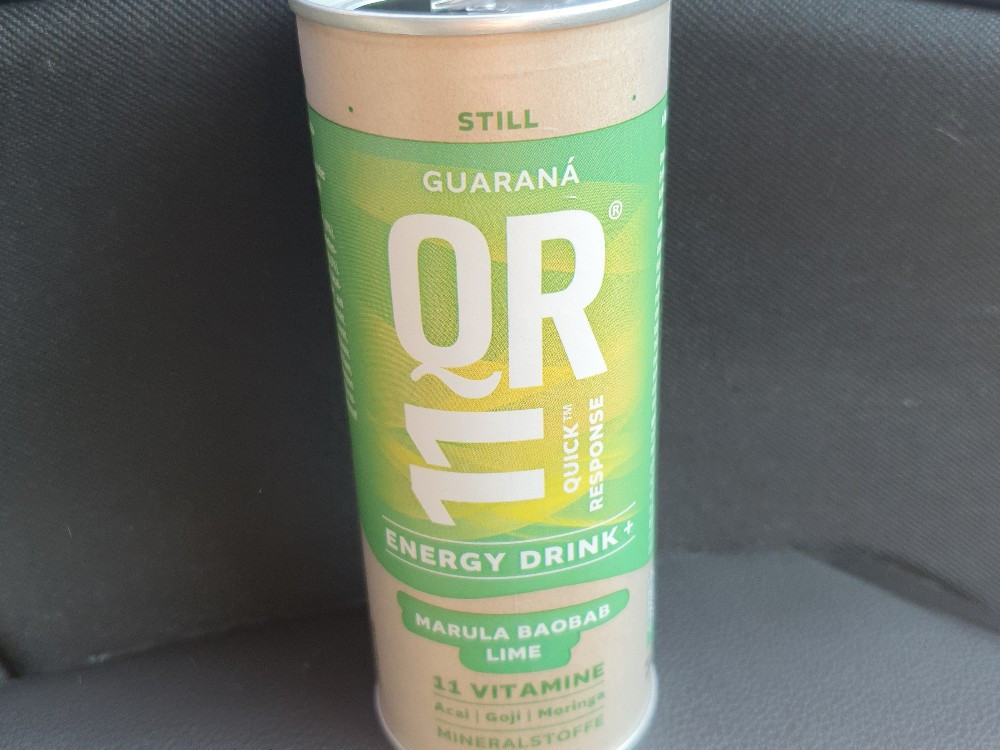 STILL
GUARANÁ
QR®
11
QUICK™
RESPONSE
ENERGY DRINK+
MARULA BAOBAB
LIME
11 VITAMINE
Acai | Goji | Moringa
MINERALSTOFFE